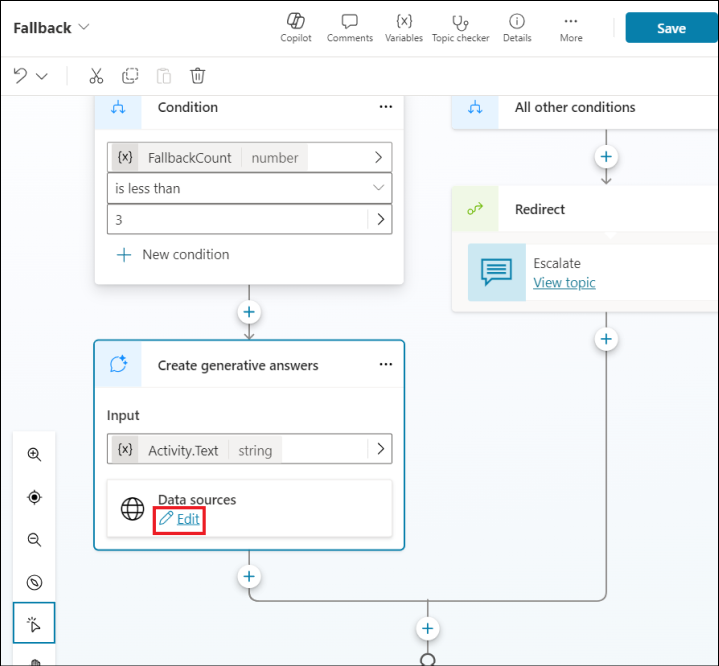 Fallback
Copilot
Comments
{x}
Variables
Topic checker
Details
More
Save
Condition
{x} FallbackCount number
is less than
3
New condition
All other conditions
Redirect
Escalate
View topic
Create generative answers
Input
{x} Activity.Text string
Data sources
Edit